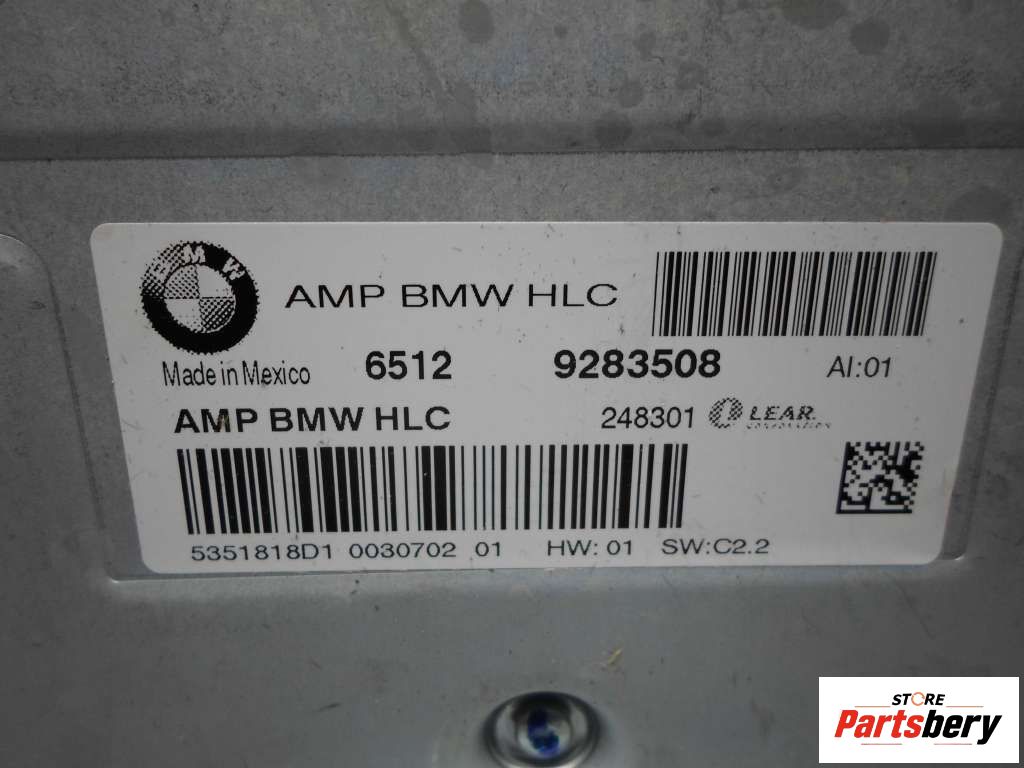 BMW
AMP BMW HLC
Made in Mexico 6512 9283508 AI:01
AMP BMW HLC 248301 LEAR.
CORPORATION
5351818D1 0030702 01 HW: 01 SW:C2.2
STORE
Partsbery